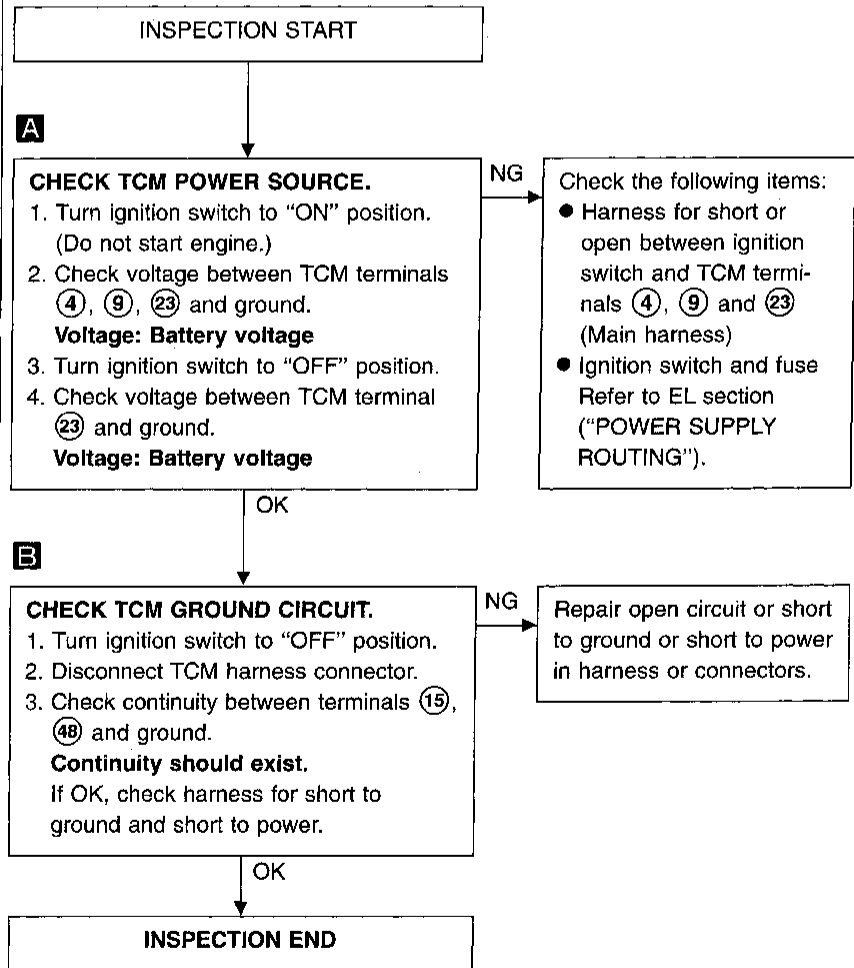 INSPECTION START
A
CHECK TCM POWER SOURCE.
1. Turn ignition switch to “ON” position.
(Do not start engine.)
2. Check voltage between TCM terminals
④, ⑨, ㉓ and ground.
Voltage: Battery voltage
3. Turn ignition switch to “OFF” position.
4. Check voltage between TCM terminal
㉓ and ground.
Voltage: Battery voltage
NG
Check the following items:
● Harness for short or
open between ignition
switch and TCM termi-
nals ④, ⑨ and ㉓
(Main harness)
● Ignition switch and fuse
Refer to EL section
(“POWER SUPPLY
ROUTING”).
OK
B
CHECK TCM GROUND CIRCUIT.
1. Turn ignition switch to “OFF” position.
2. Disconnect TCM harness connector.
3. Check continuity between terminals ⑮,
㊽ and ground.
Continuity should exist.
If OK, check harness for short to
ground and short to power.
NG
Repair open circuit or short
to ground or short to power
in harness or connectors.
OK
INSPECTION END